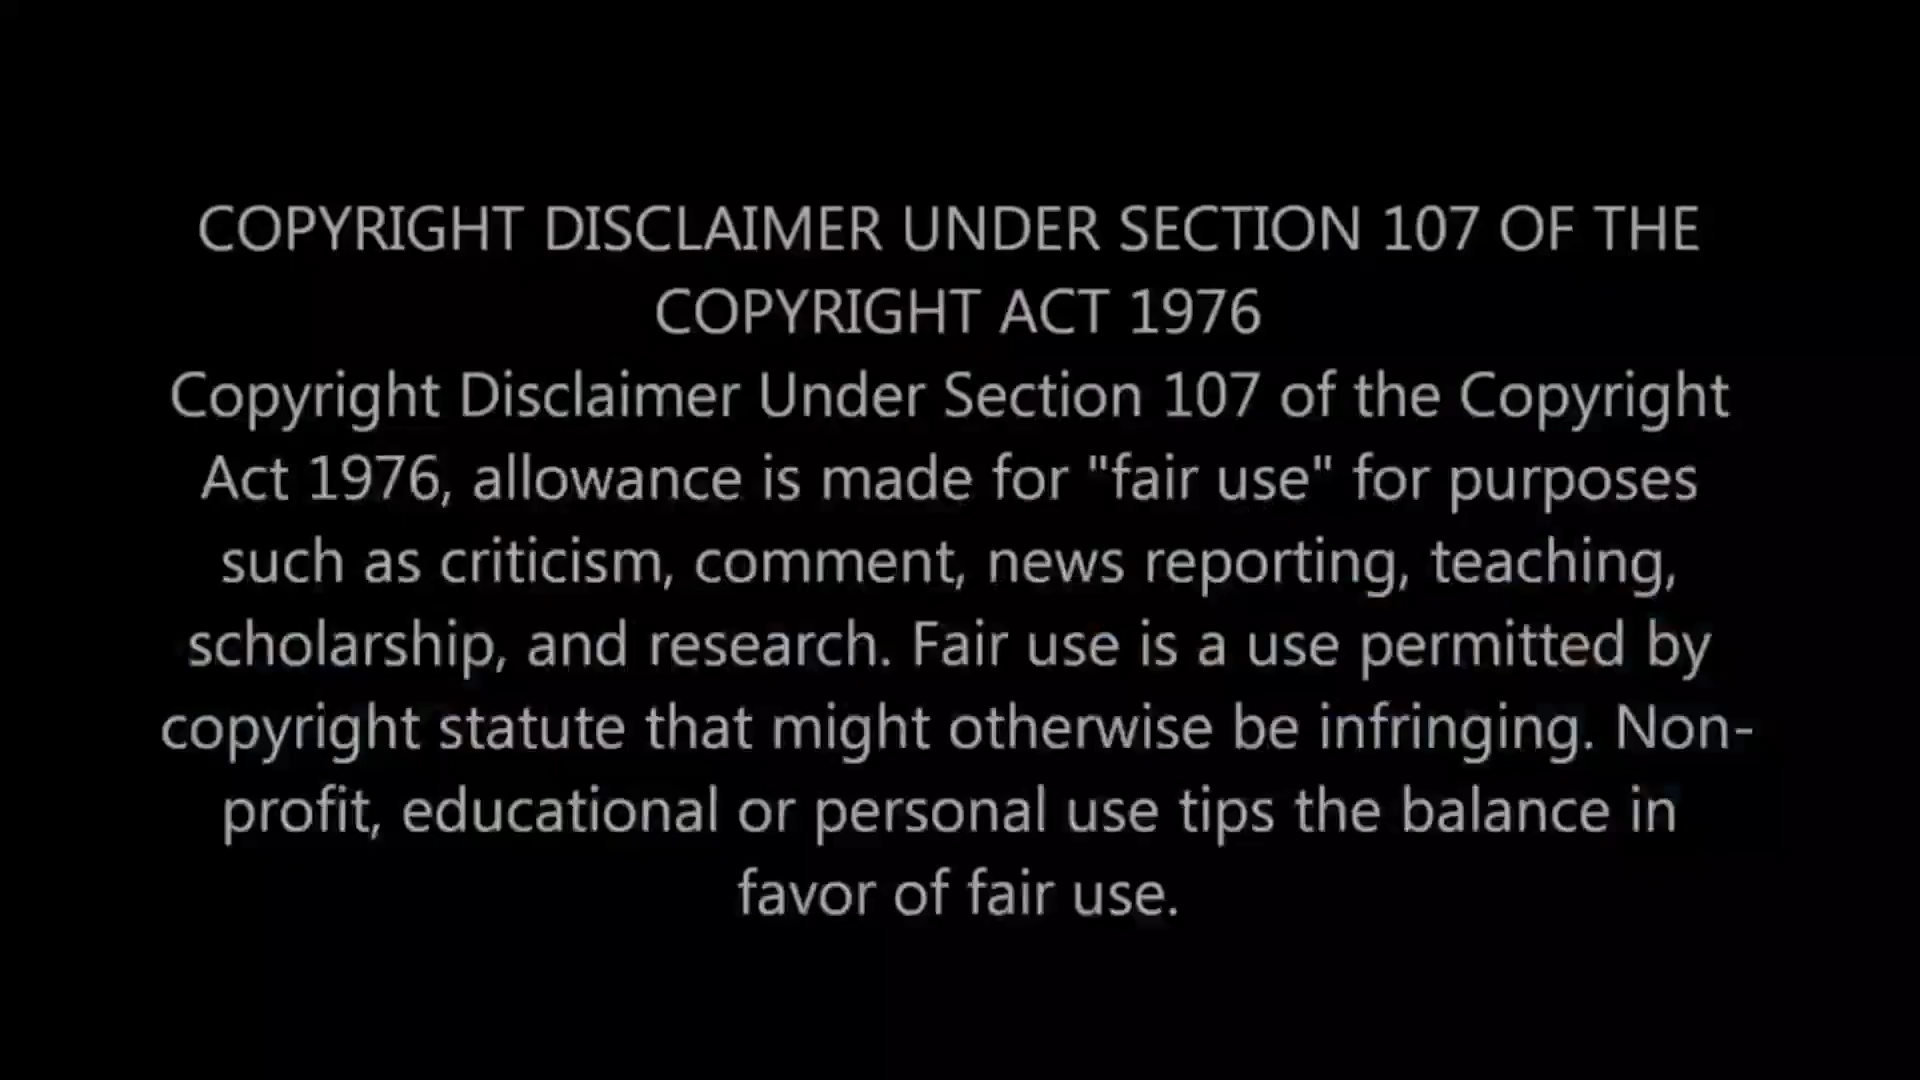 COPYRIGHT DISCLAIMER UNDER SECTION 107 OF THE
COPYRIGHT ACT 1976
Copyright Disclaimer Under Section 107 of the Copyright
Act 1976, allowance is made for "fair use" for purposes
such as criticism, comment, news reporting, teaching,
scholarship, and research. Fair use is a use permitted by
copyright statute that might otherwise be infringing. Non-
profit, educational or personal use tips the balance in
favor of fair use.